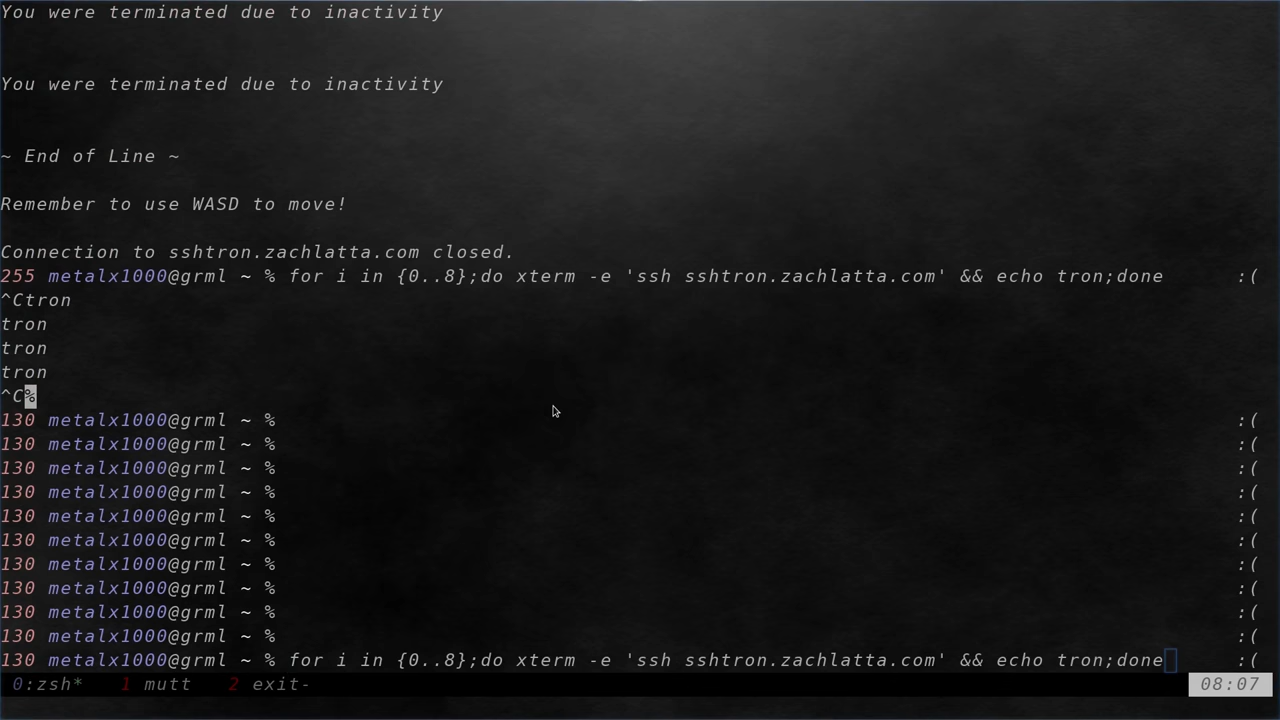 You were terminated due to inactivity
You were terminated due to inactivity
~ End of Line ~
Remember to use WASD to move!
Connection to sshtron.zachlatta.com closed.
255 metalx1000@grml ~ % for i in {0..8};do xterm -e 'ssh sshtron.zachlatta.com' && echo tron;done :(
^Ctron
tron
tron
tron
^C%
130 metalx1000@grml ~ % :(
130 metalx1000@grml ~ % :(
130 metalx1000@grml ~ % :(
130 metalx1000@grml ~ % :(
130 metalx1000@grml ~ % :(
130 metalx1000@grml ~ % :(
130 metalx1000@grml ~ % :(
130 metalx1000@grml ~ % :(
130 metalx1000@grml ~ % :(
130 metalx1000@grml ~ % :(
130 metalx1000@grml ~ % for i in {0..8};do xterm -e 'ssh sshtron.zachlatta.com' && echo tron;done :(
0:zsh* 1 mutt 2 exit- 08:07